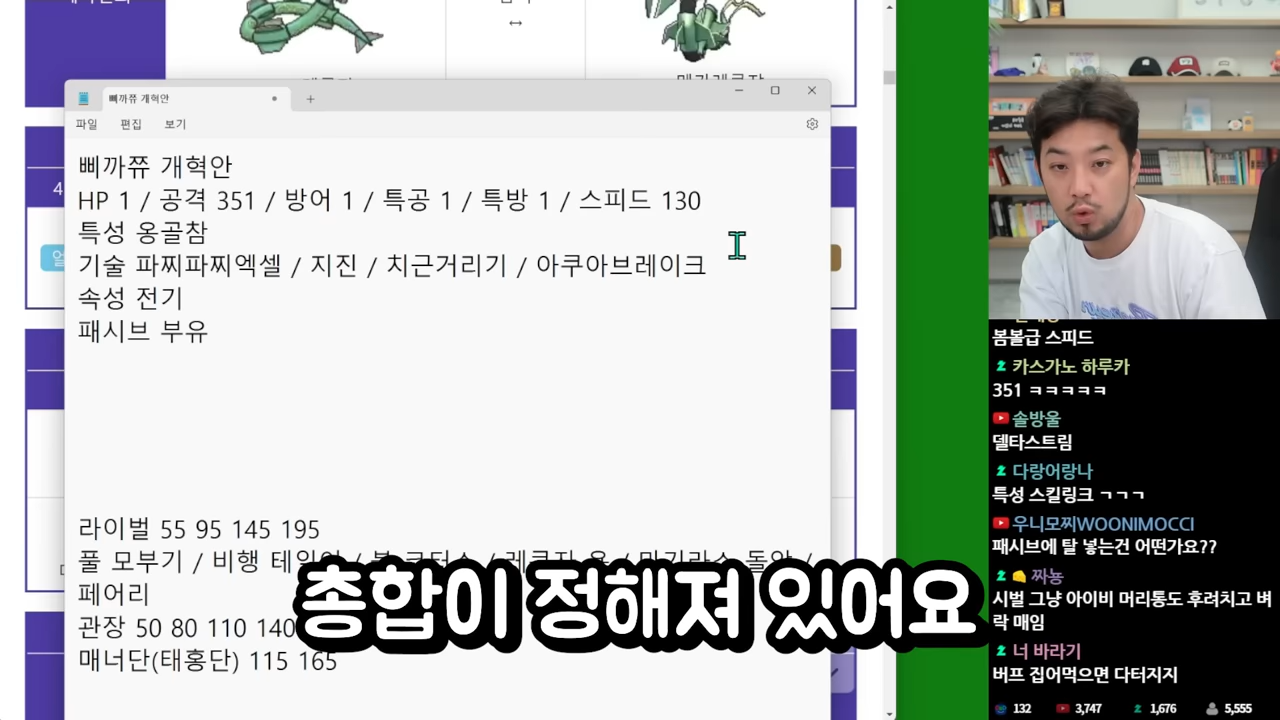 삐까쮸 개혁안
파일 편집 보기
삐까쮸 개혁안
HP 1 / 공격 351 / 방어 1 / 특공 1 / 특방 1 / 스피드 130
특성 옹골참
기술 파찌파찌엑셀 / 지진 / 치근거리기 / 아쿠아브레이크
속성 전기
패시브 부유
라이벌 55 95 145 195
풀 모부기 / 비행
페어리
관장 50 80 110 140
매너단(태홍단) 115 165
총합이 정해져 있어요
봄볼급 스피드
카스가노 하루카
351 ㅋㅋㅋㅋㅋ
솔방울
델타스트림
다랑어랑나
특성 스킬링크 ㄱㄱㄱ
우니모찌WOONIMOCCI
패시브에 탈 넣는건 어떤가요??
짜뇽
시벌 그냥 아이비 머리통도 후려치고 벼
락 매임
너 바라기
버프 집어먹으면 다터지지
132 3,747 1,676 5,555